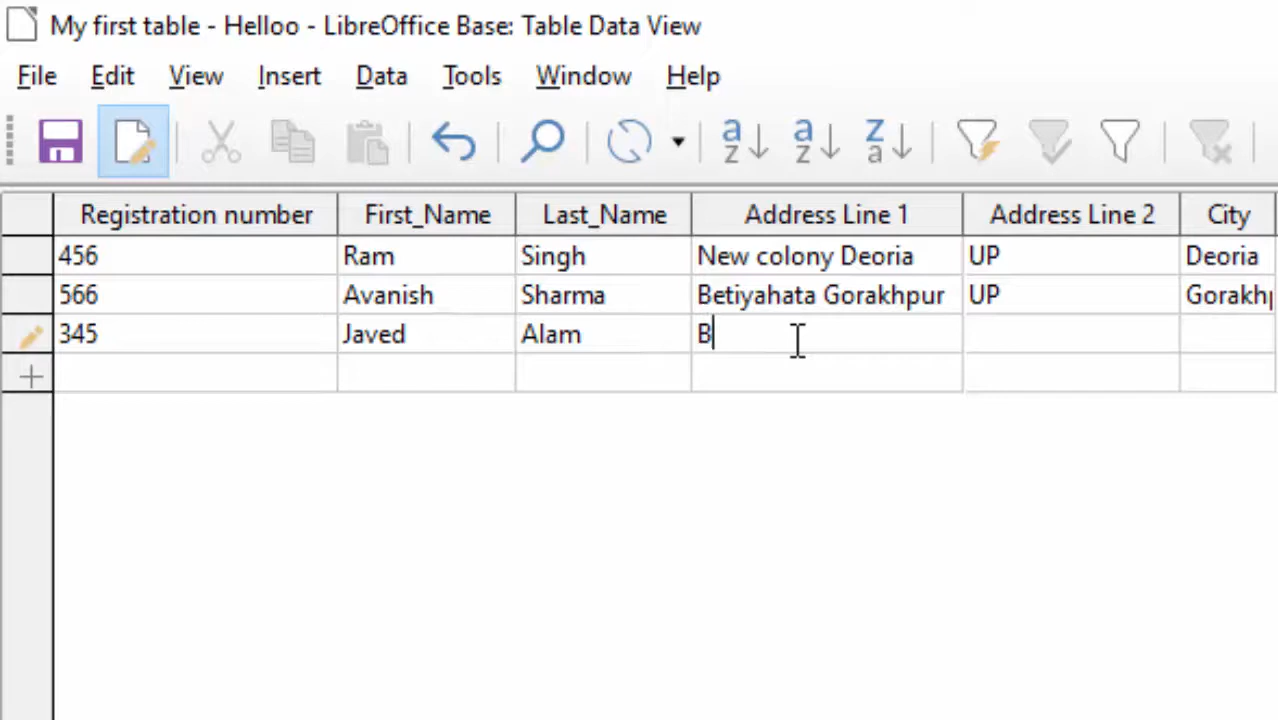 My first table - Helloo - LibreOffice Base: Table Data View
File Edit View Insert Data Tools Window Help
Registration number First_Name Last_Name Address Line 1 Address Line 2 City
456 Ram Singh New colony Deoria UP Deoria
566 Avanish Sharma Betiyahata Gorakhpur UP
345 Javed Alam B